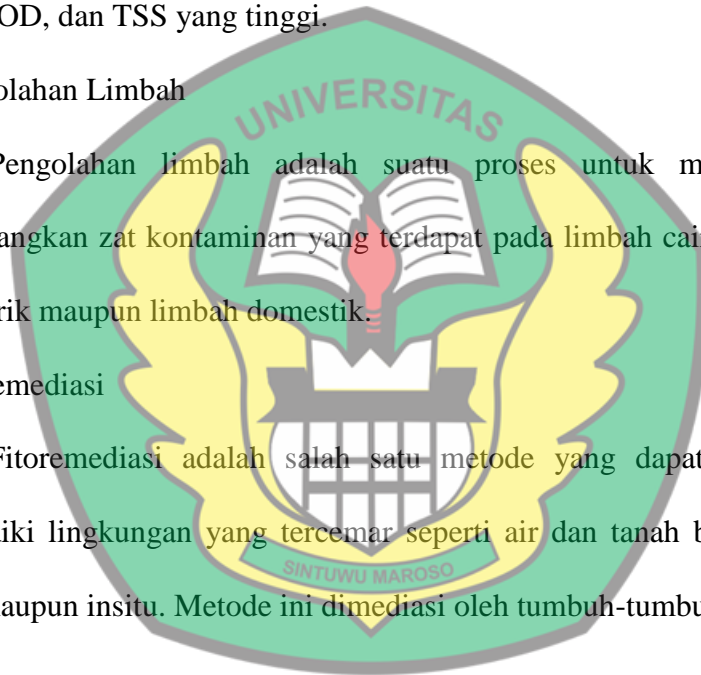 OD, dan TSS yang tinggi.
olahan Limbah
UNIVERSITAS
Pengolahan limbah adalah suatu proses untuk m
angkan zat kontaminan yang terdapat pada limbah cai
rik maupun limbah domestik.
emediasi
Fitoremediasi adalah salah satu metode yang dapat
iki lingkungan yang tercemar seperti air dan tanah b
SINTUWU MAROSO
aupun insitu. Metode ini dimediasi oleh tumbuh-tumbu